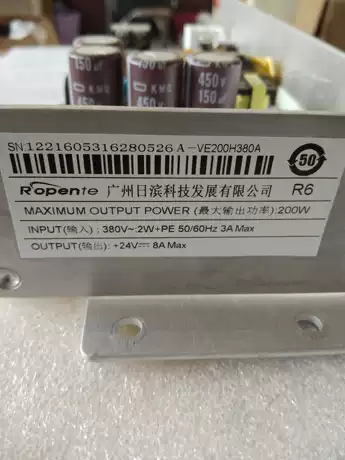 150μF
450V
450V
150μF
SN:1221605316280526 A-VE200H380A
50
Ropente 广州日滨科技发展有限公司 R6
MAXIMUM OUTPUT POWER (最大输出功率):200W
INPUT(输入) : 380V~:2W+PE 50/60Hz 3A Max
OUTPUT(输出): +24V⎓ 8A Max